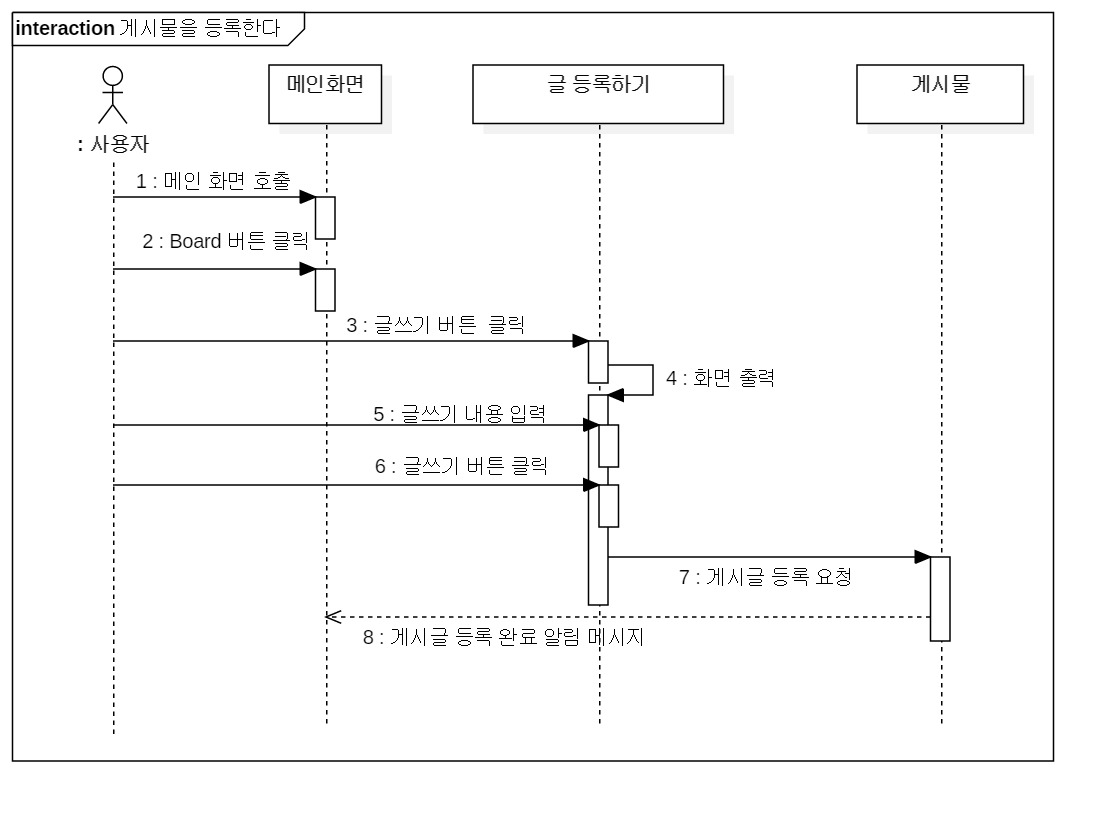 interaction 게시물을 등록한다
메인화면
글 등록하기
게시물
: 사용자
1 : 메인 화면 호출
2 : Board 버튼 클릭
3 : 글쓰기 버튼 클릭
4 : 화면 출력
5 : 글쓰기 내용 입력
6 : 글쓰기 버튼 클릭
7 : 게시글 등록 요청
8 : 게시글 등록 완료 알림 메시지